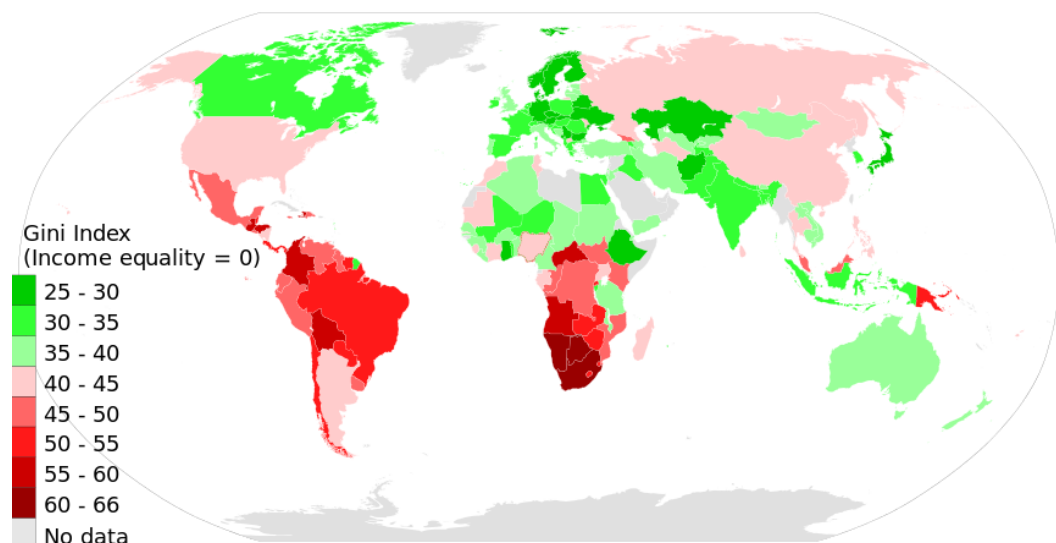 Gini Index
(Income equality = 0)
25 - 30
30 - 35
35 - 40
40 - 45
45 - 50
50 - 55
55 - 60
60 - 66
No data